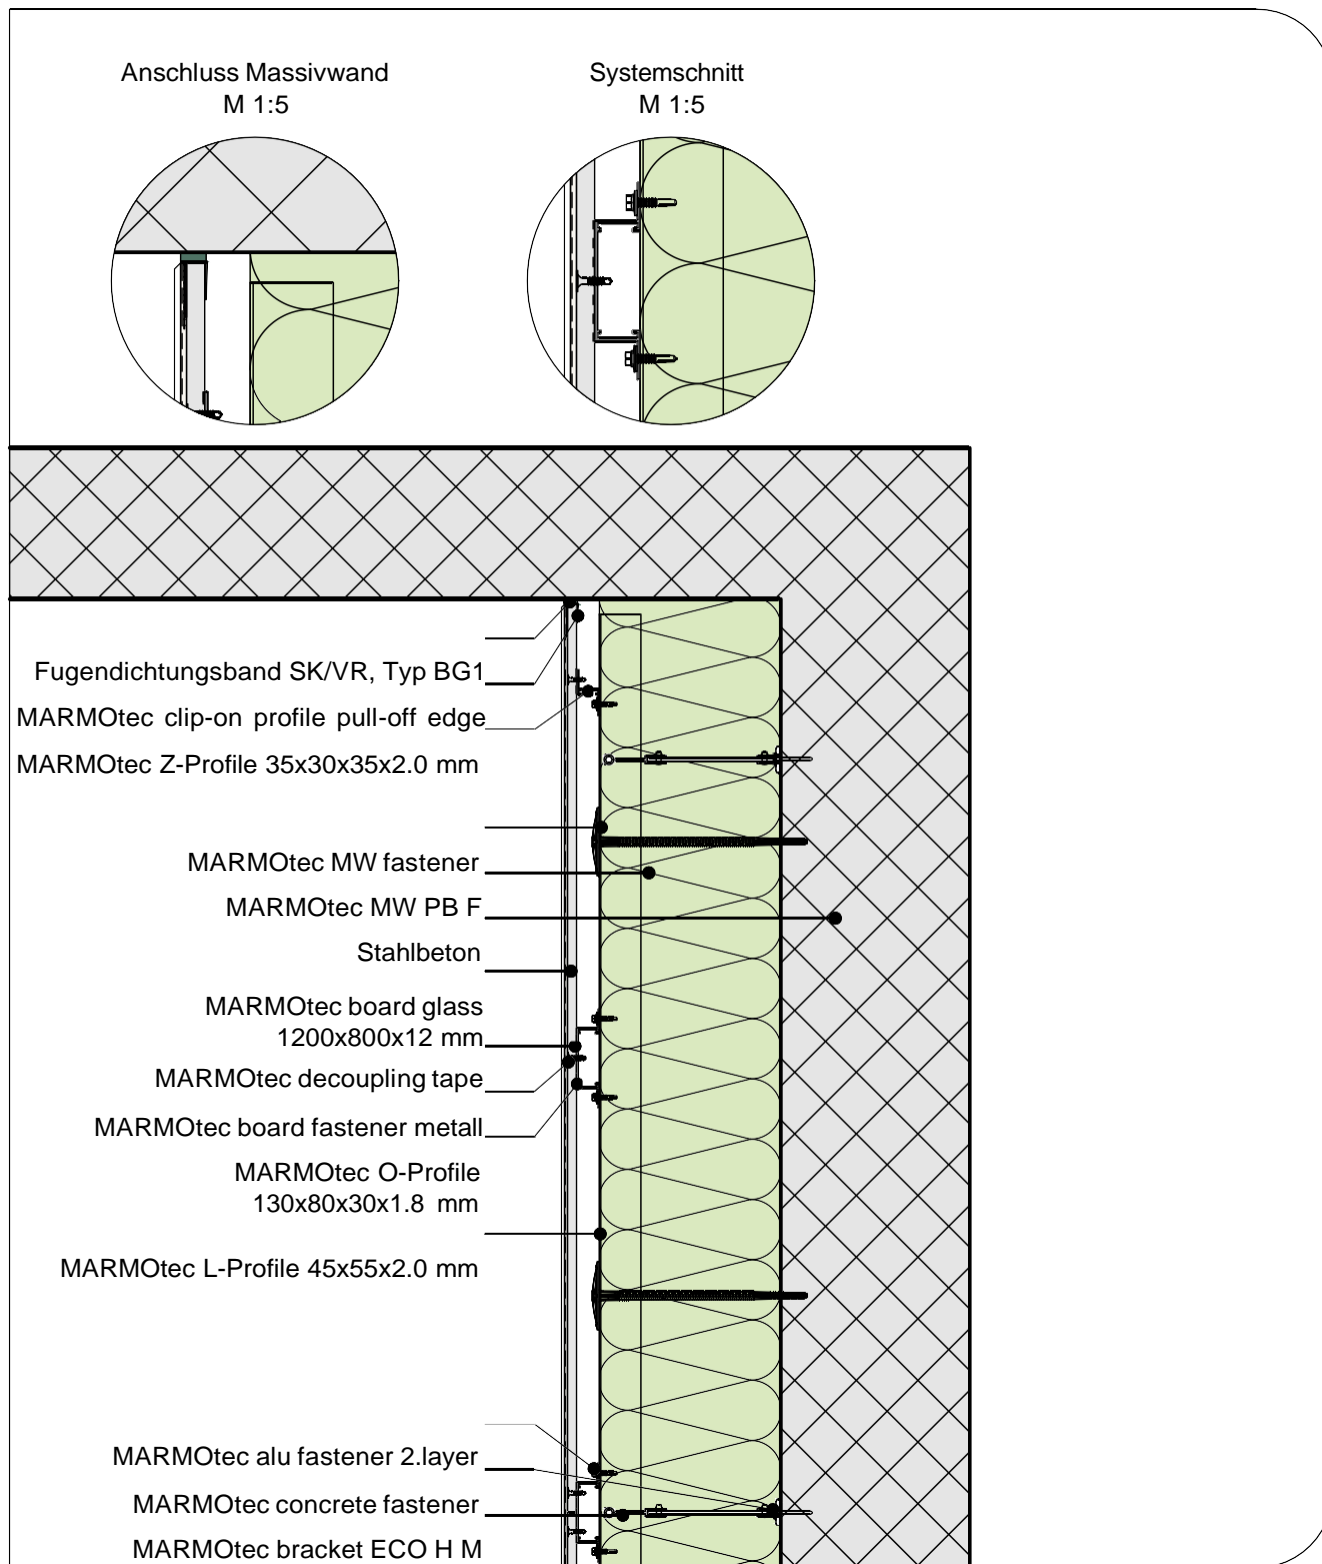 Anschluss Massivwand
M 1:5
Systemschnitt
M 1:5
Fugendichtungsband SK/VR, Typ BG1
MARMOtec clip-on profile pull-off edge
MARMOtec Z-Profile 35x30x35x2.0 mm
MARMOtec MW fastener
MARMOtec MW PB F
Stahlbeton
MARMOtec board glass
1200x800x12 mm
MARMOtec decoupling tape
MARMOtec board fastener metall
MARMOtec O-Profile
130x80x30x1.8 mm
MARMOtec L-Profile 45x55x2.0 mm
MARMOtec alu fastener 2.layer
MARMOtec concrete fastener
MARMOtec bracket ECO H M